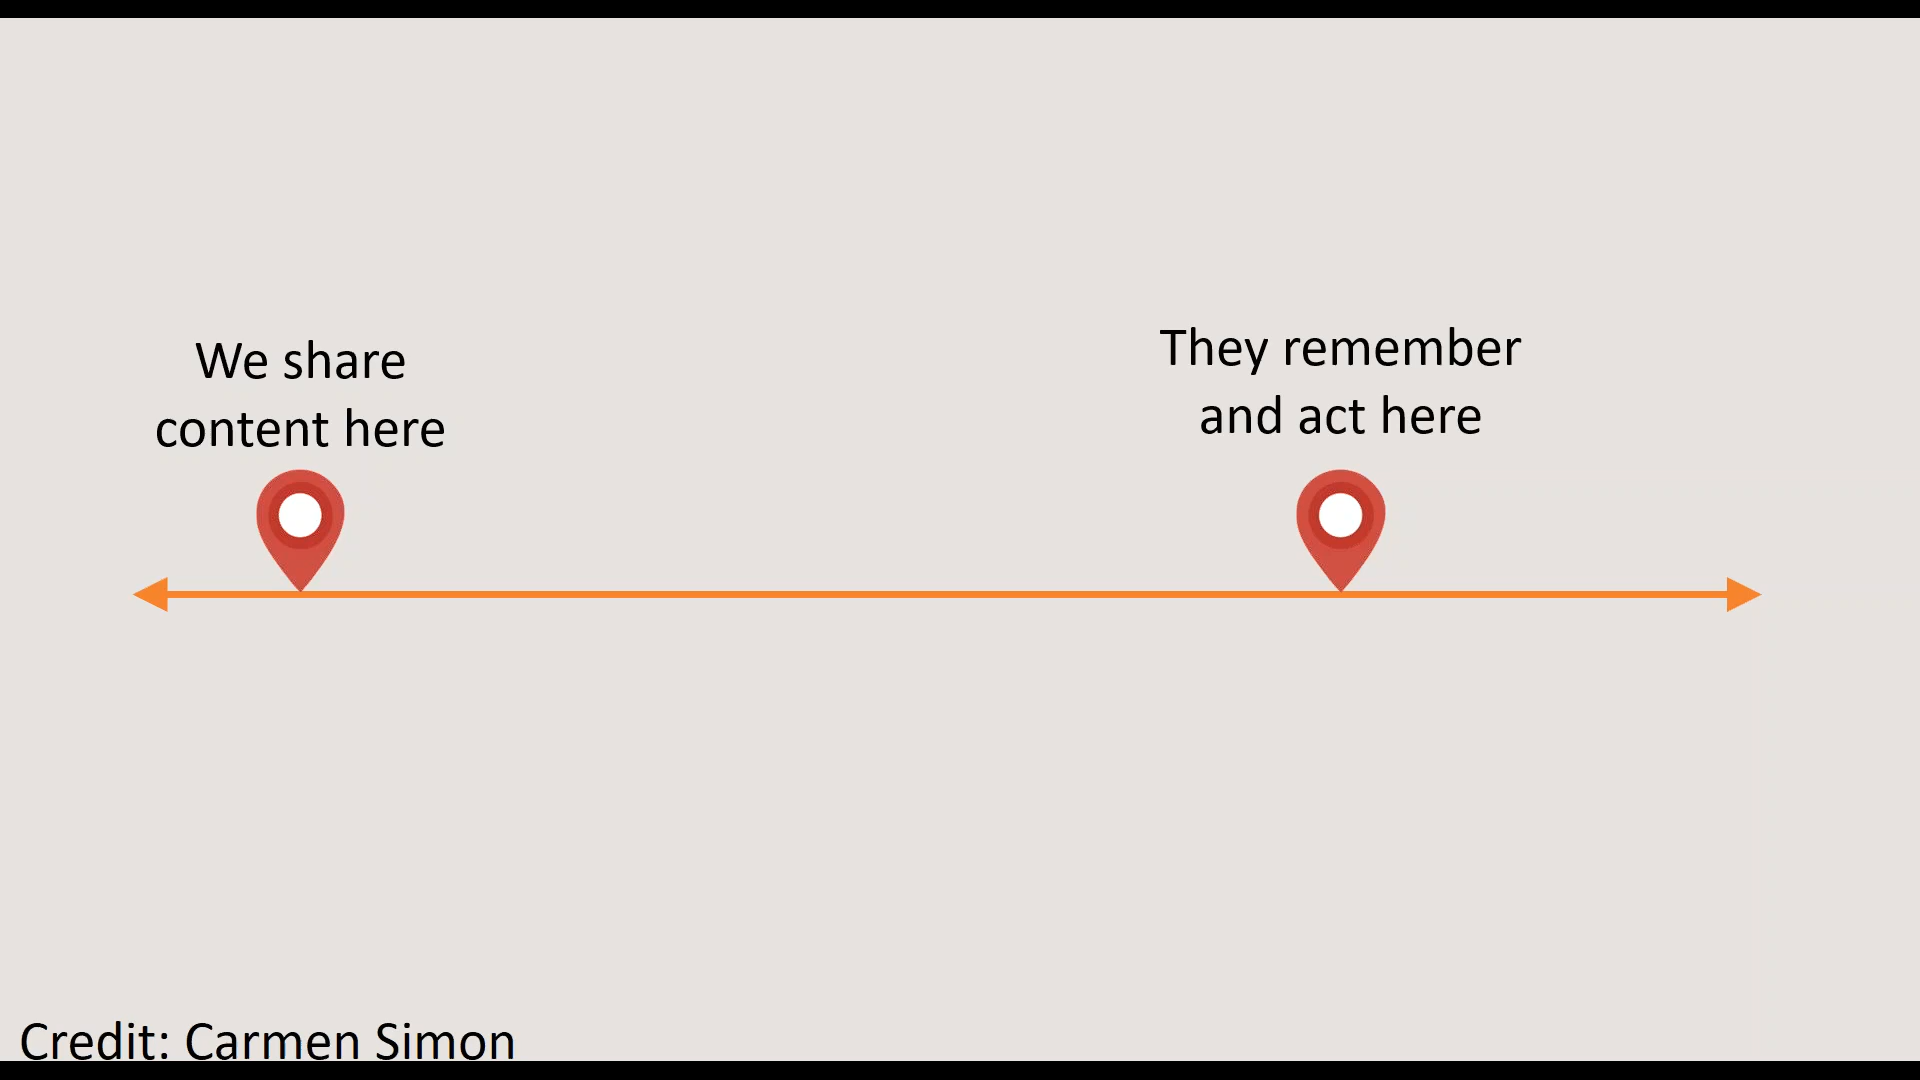 We share
content here
They remember
and act here
Credit: Carmen Simon